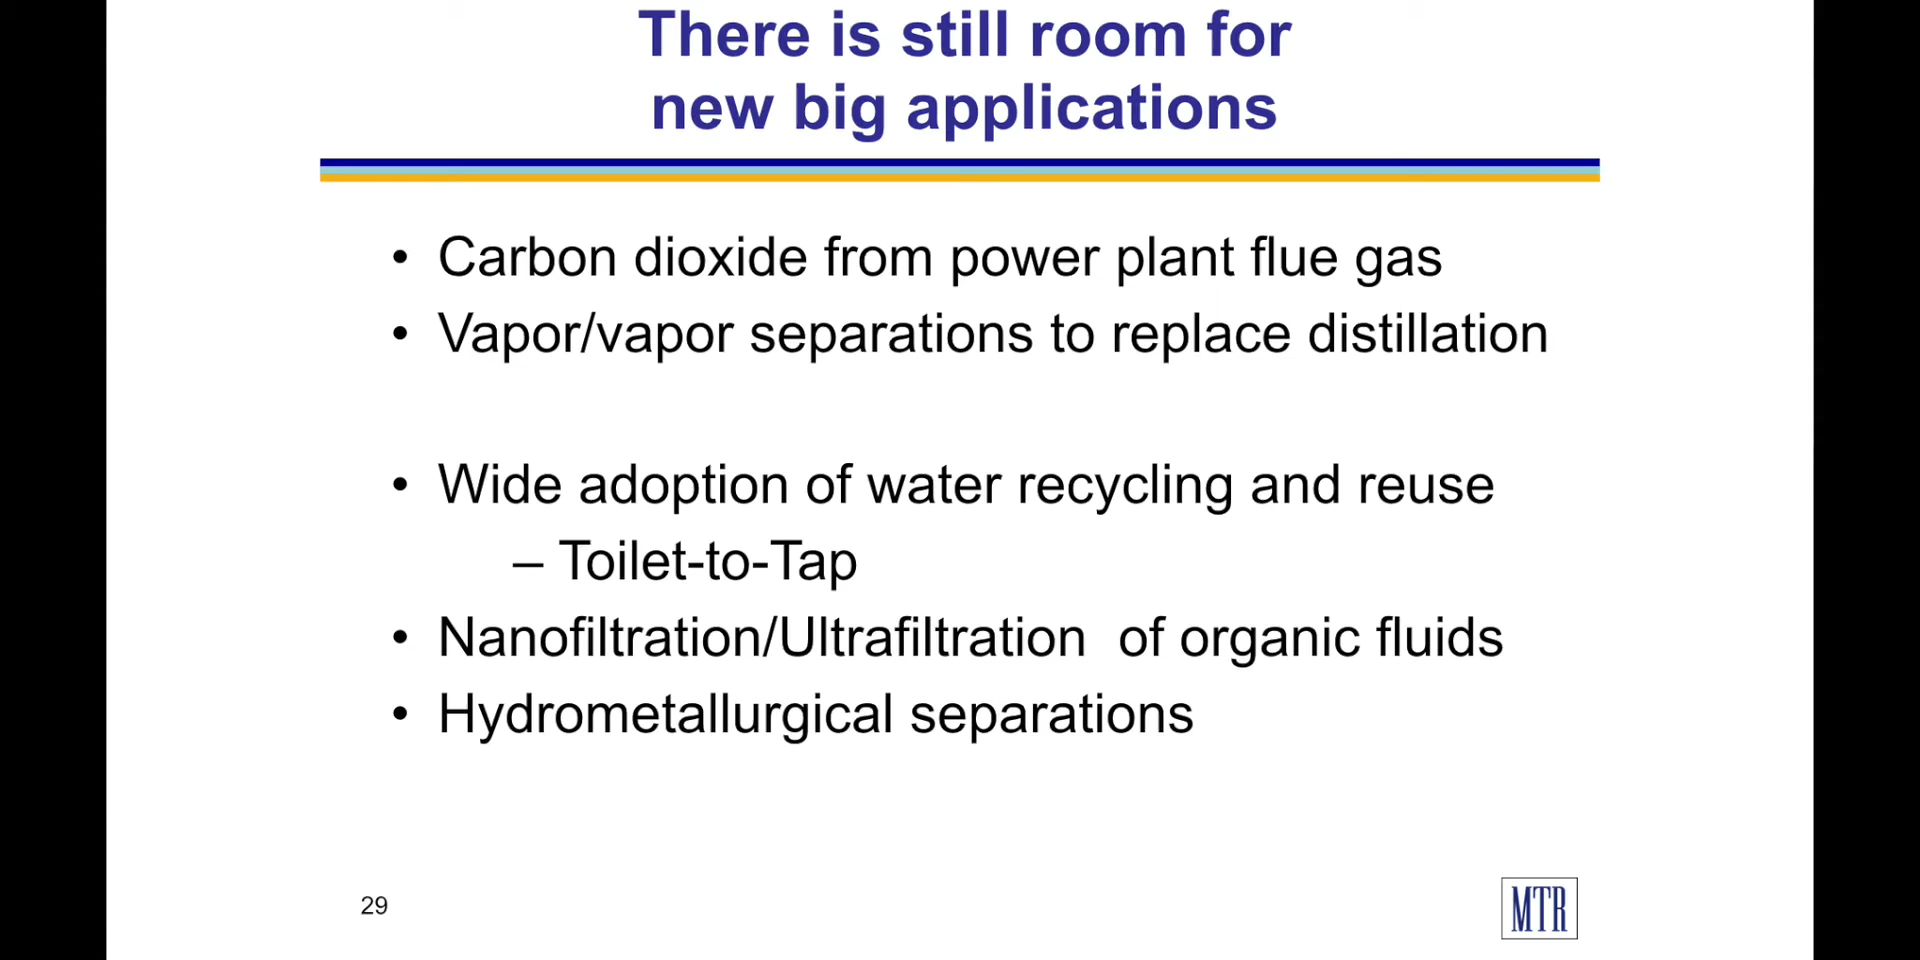 There is still room for
new big applications
• Carbon dioxide from power plant flue gas
• Vapor/vapor separations to replace distillation
• Wide adoption of water recycling and reuse
– Toilet-to-Tap
• Nanofiltration/Ultrafiltration  of organic fluids
• Hydrometallurgical separations
29
MTR